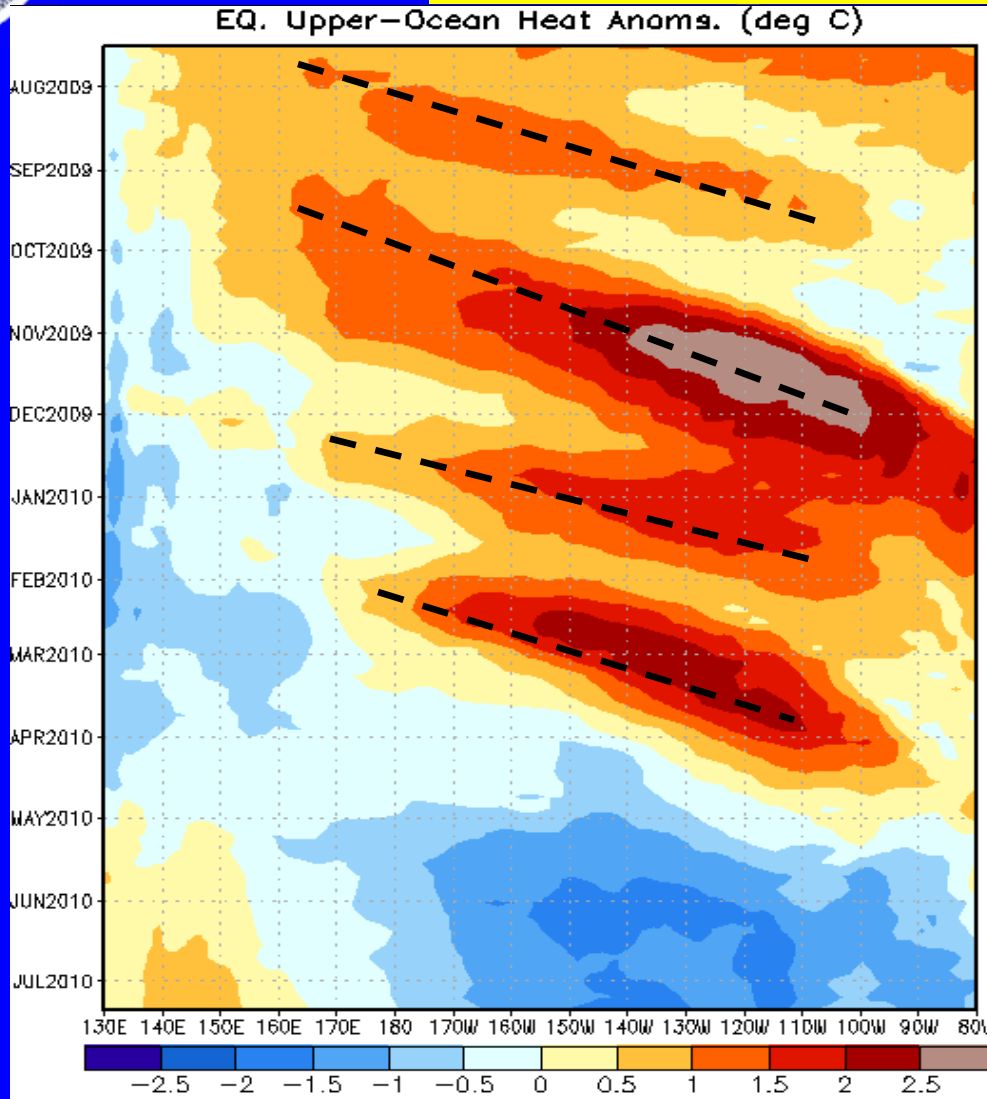 EQ. Upper-Ocean Heat Anoms. (deg C)
AUG2009
SEP2009
OCT2009
NOV2009
DEC2009
JAN2010
FEB2010
MAR2010
APR2010
MAY2010
JUN2010
JUL2010
130E 140E 150E 160E 170E 180 170W 160W 150W 140W 130W 120W 110W 100W 90W 80W
-2.5 -2 -1.5 -1 -0.5 0 0.5 1 1.5 2 2.5